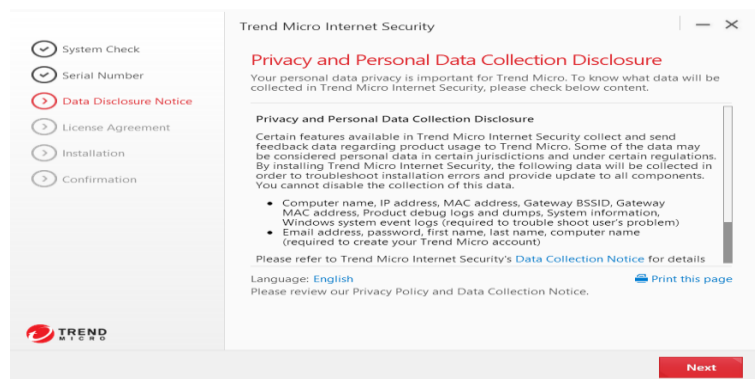 Trend Micro Internet Security
System Check
Serial Number
Data Disclosure Notice
License Agreement
Installation
Confirmation
Privacy and Personal Data Collection Disclosure
Your personal data privacy is important for Trend Micro. To know what data will be
collected in Trend Micro Internet Security, please check below content.
Privacy and Personal Data Collection Disclosure
Certain features available in Trend Micro Internet Security collect and send
feedback data regarding product usage to Trend Micro. Some of the data may
be considered personal data in certain jurisdictions and under certain regulations.
By installing Trend Micro Internet Security, the following data will be collected in
order to troubleshoot installation errors and provide update to all components.
You cannot disable the collection of this data.
• Computer name, IP address, MAC address, Gateway BSSID, Gateway
MAC address, Product debug logs and dumps, System information,
Windows system event logs (required to trouble shoot user's problem)
• Email address, password, first name, last name, computer name
(required to create your Trend Micro account)
Please refer to Trend Micro Internet Security's Data Collection Notice for details
Language: English
Print this page
Please review our Privacy Policy and Data Collection Notice.
TREND
MICRO
Next